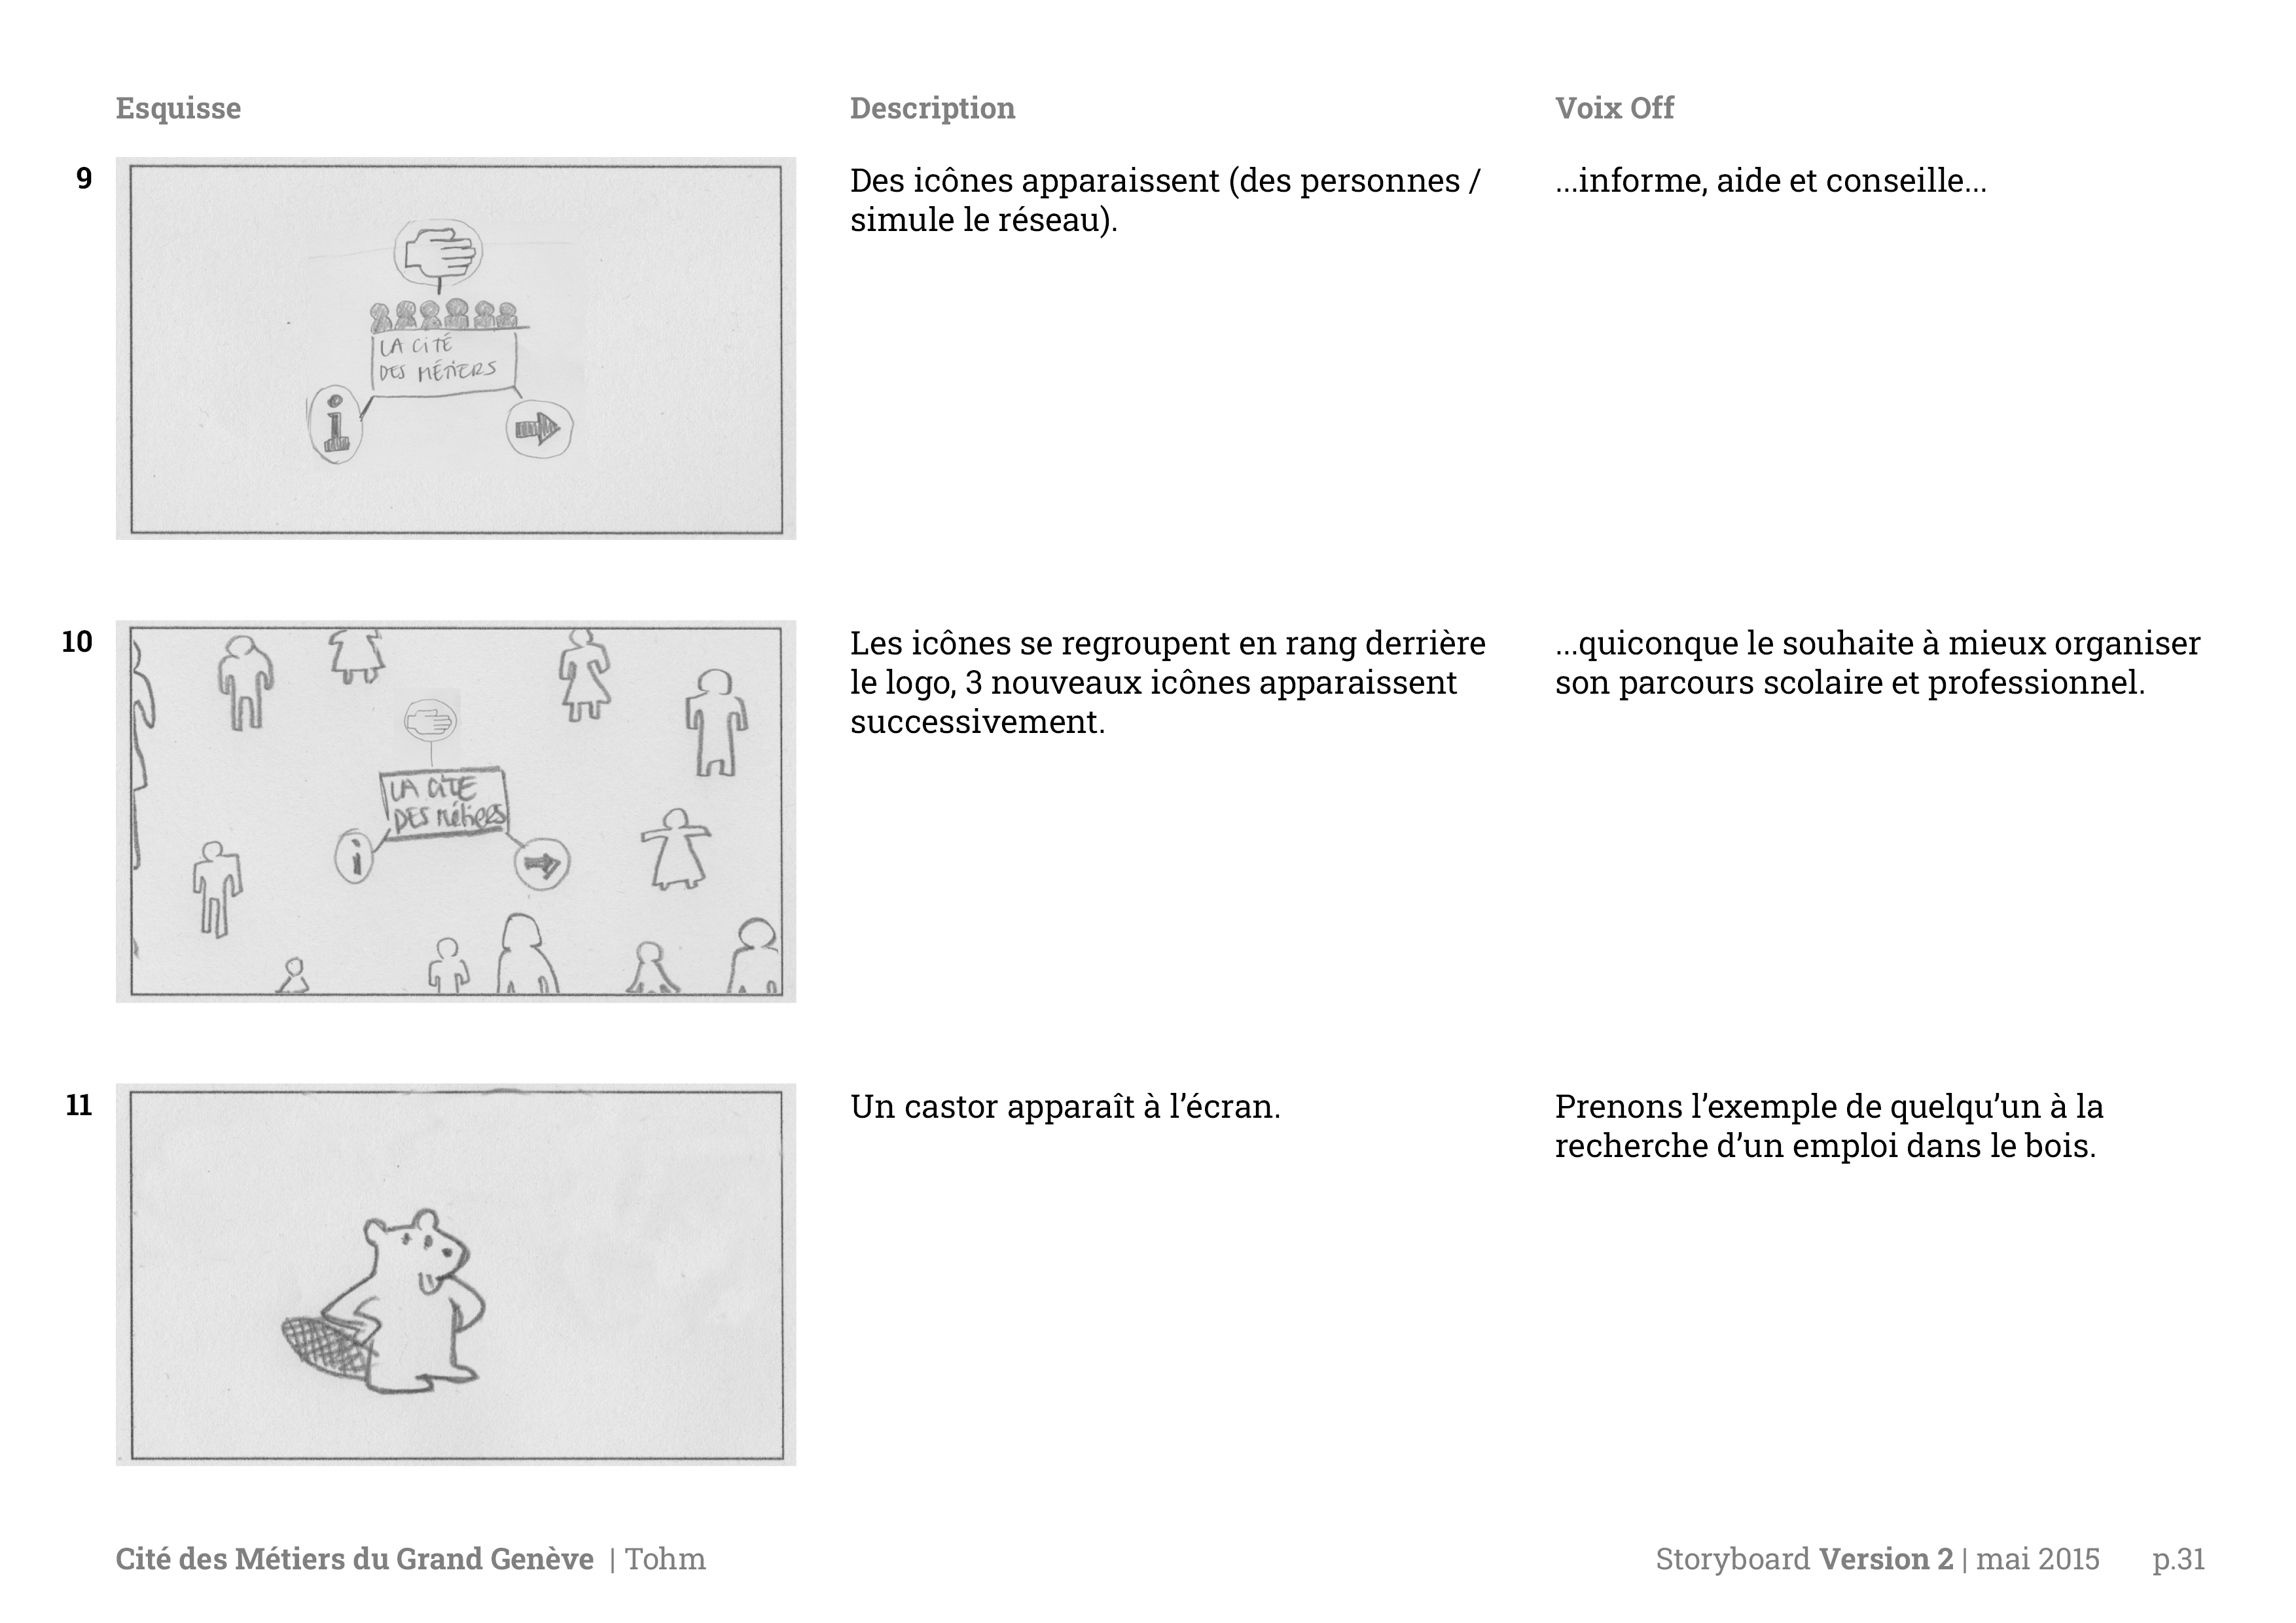 Esquisse
Description
Voix Off
9
LA CiTÉ
DES MÉTiERS
i
Des icônes apparaissent (des personnes /
simule le réseau).
...informe, aide et conseille...
10
LA CiTE
DES Métiers
i
Les icônes se regroupent en rang derrière
le logo, 3 nouveaux icônes apparaissent
successivement.
...quiconque le souhaite à mieux organiser
son parcours scolaire et professionnel.
11
Un castor apparaît à l’écran.
Prenons l’exemple de quelqu’un à la
recherche d’un emploi dans le bois.
Cité des Métiers du Grand Genève | Tohm
Storyboard Version 2 | mai 2015 p.31